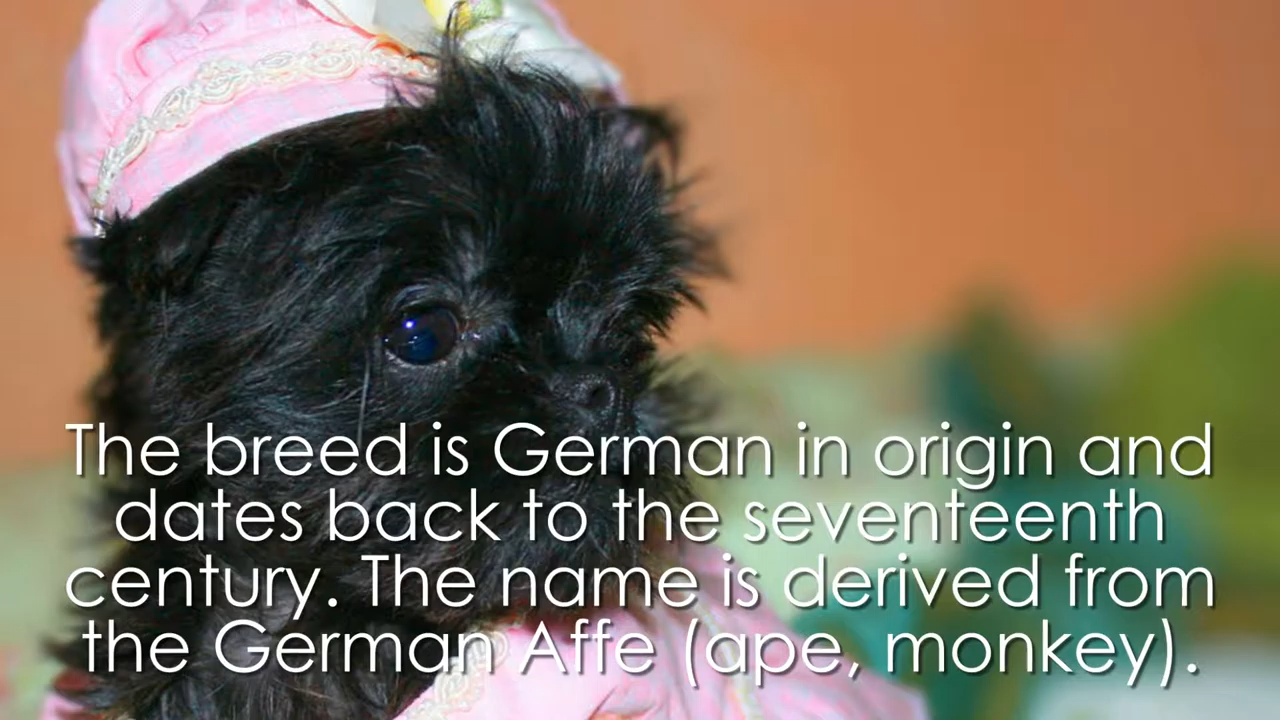 The breed is German in origin and
dates back to the seventeenth
century. The name is derived from
the German Affe (ape, monkey).